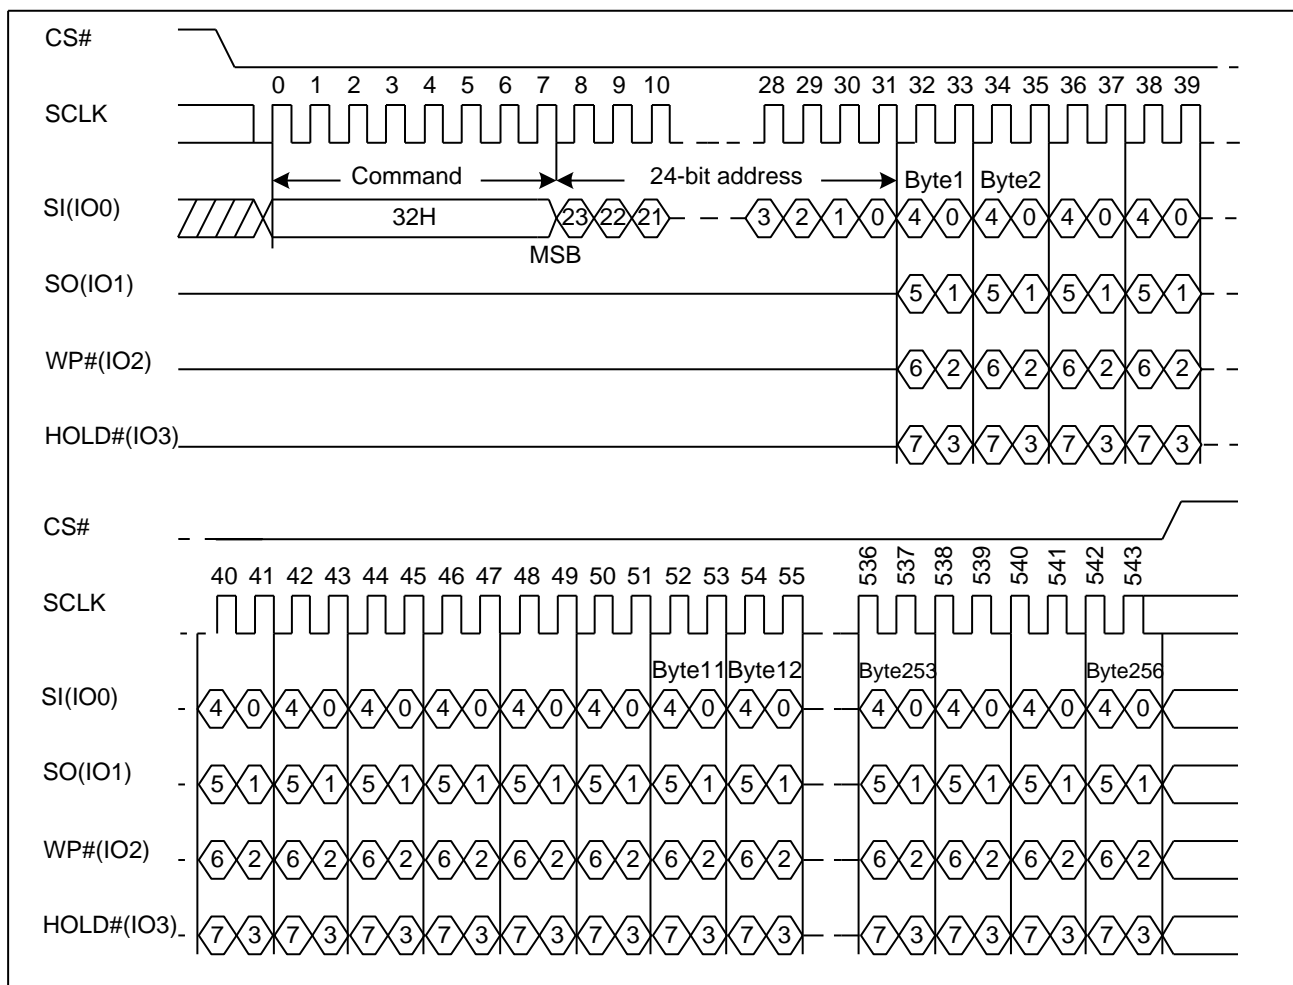 CS#
0 1 2 3 4 5 6 7 8 9 10 28 29 30 31 32 33 34 35 36 37 38 39
SCLK
Command 24-bit address Byte1 Byte2
SI(IO0) 32H 23 22 21 3 2 1 0 4 0 4 0 4 0 4 0
MSB
SO(IO1) 5 1 5 1 5 1 5 1
WP#(IO2) 6 2 6 2 6 2 6 2
HOLD#(IO3) 7 3 7 3 7 3 7 3
CS#
40 41 42 43 44 45 46 47 48 49 50 51 52 53 54 55 536 537 538 539 540 541 542 543
SCLK
Byte11 Byte12 Byte253 Byte256
SI(IO0) 4 0 4 0 4 0 4 0 4 0 4 0 4 0 4 0 4 0 4 0 4 0 4 0
SO(IO1) 5 1 5 1 5 1 5 1 5 1 5 1 5 1 5 1 5 1 5 1 5 1 5 1
WP#(IO2) 6 2 6 2 6 2 6 2 6 2 6 2 6 2 6 2 6 2 6 2 6 2 6 2
HOLD#(IO3) 7 3 7 3 7 3 7 3 7 3 7 3 7 3 7 3 7 3 7 3 7 3 7 3